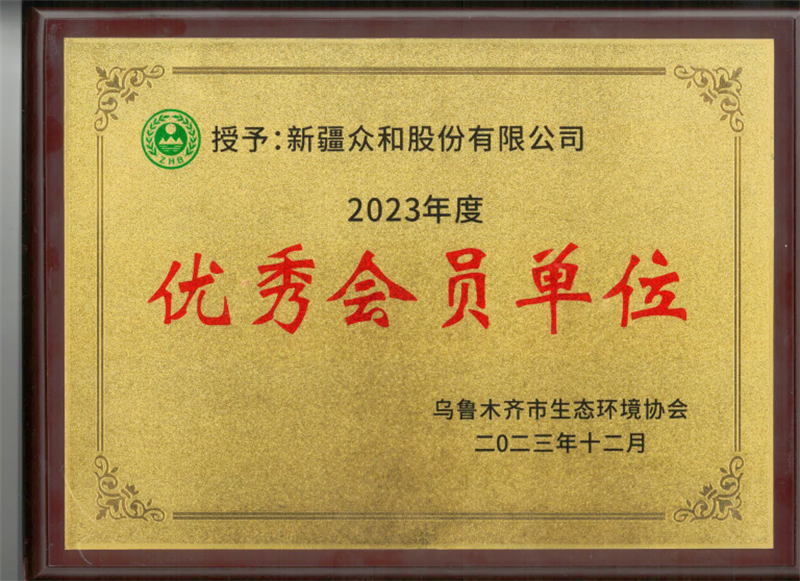 授予:新疆众和股份有限公司
ZHB
2023年度
优秀会员单位
乌鲁木齐市生态环境协会
二0二三年十二月